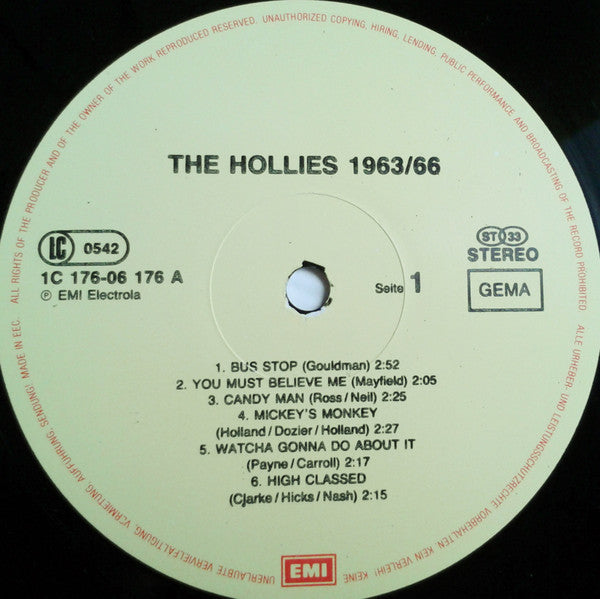 ALL RIGHTS OF THE PRODUCER AND OF THE OWNER OF THE WORK REPRODUCED RESERVED. UNAUTHORIZED COPYING, HIRING, LENDING, PUBLIC PERFORMANCE AND BROADCASTING OF THE RECORD PROHIBITED
THE HOLLIES 1963/66
LC 0542
1C 176-06 176 A
℗ EMI Electrola
Seite 1
ST 33
STEREO
GEMA
1. BUS STOP (Gouldman) 2:52
2. YOU MUST BELIEVE ME (Mayfield) 2:05
3. CANDY MAN (Ross/Neil) 2:25
4. MICKEY'S MONKEY
(Holland/Dozier/Holland) 2:27
5. WATCHA GONNA DO ABOUT IT
(Payne/Carroll) 2:17
6. HIGH CLASSED
(Clarke/Hicks/Nash) 2:15
EMI
ALLE URHEBER- UND LEISTUNGSSCHUTZRECHTE VORBEHALTEN KEIN VERLEIH! KEINE UNERLAUBTE VERVIELFÄLTIGUNG, VERMIETUNG AUFFÜHRUNG, SENDUNG! MADE IN EEC.